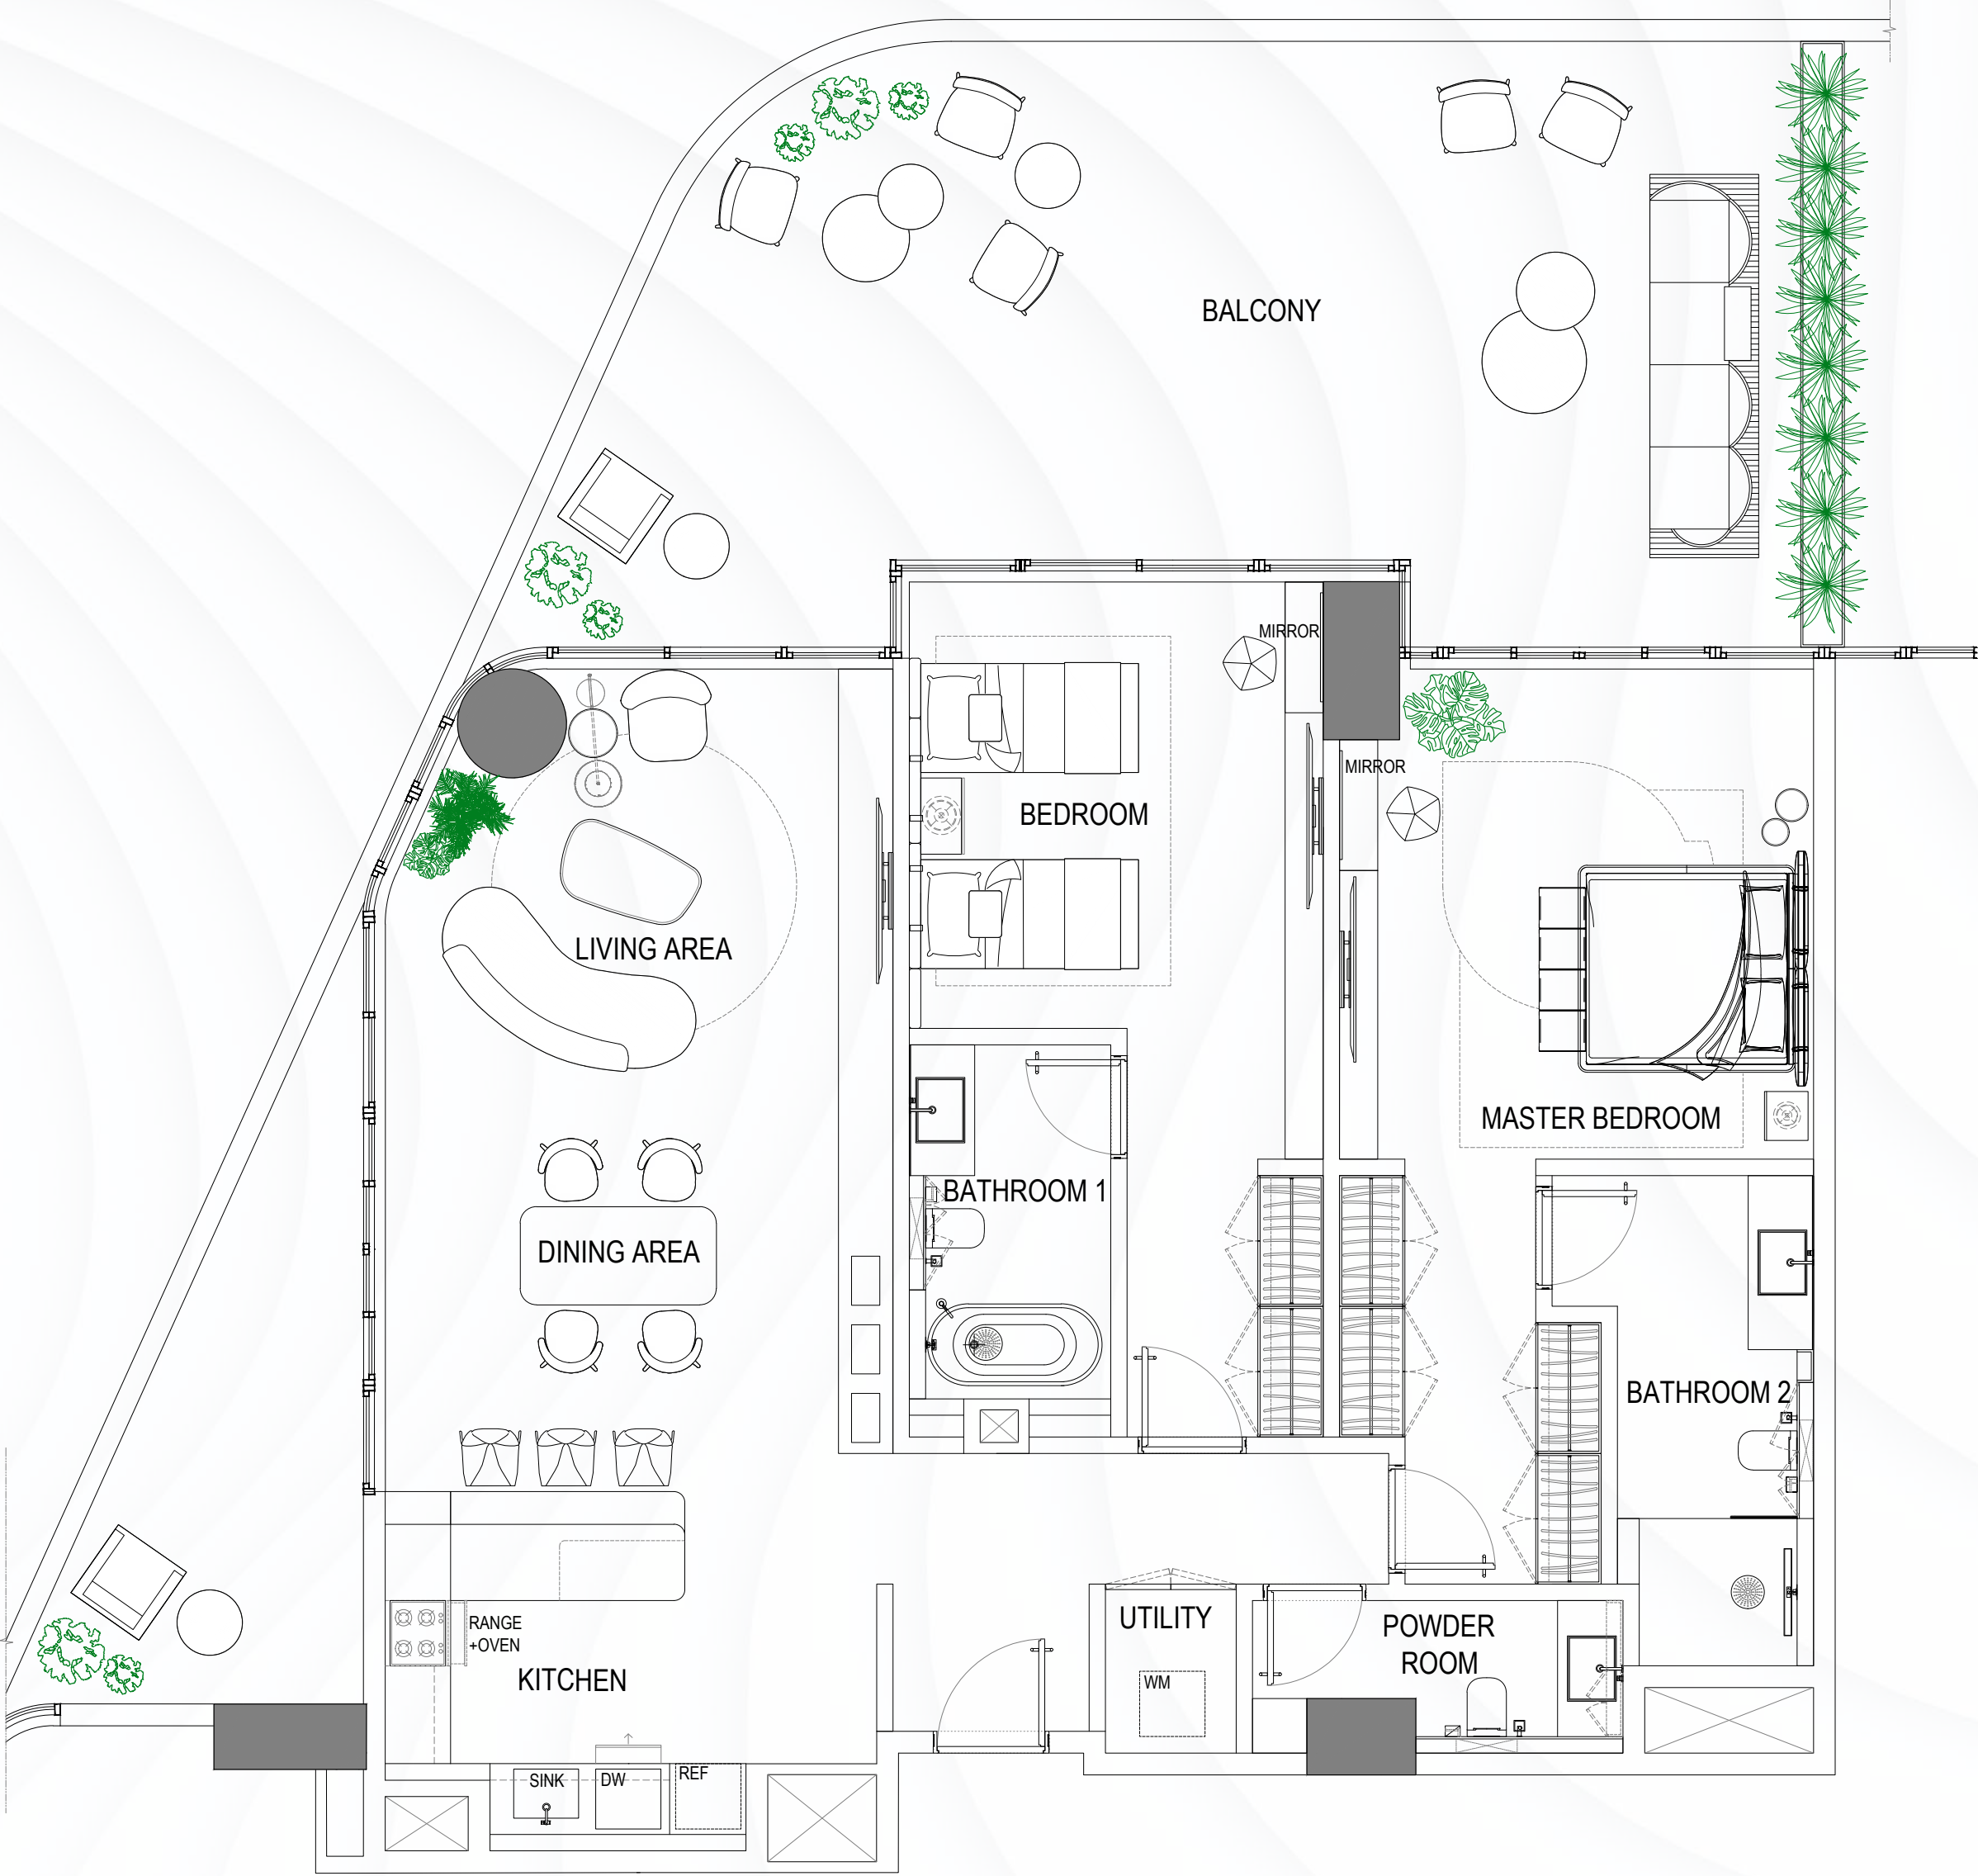 BALCONY
MIRROR
MIRROR
BEDROOM
LIVING AREA
MASTER BEDROOM
BATHROOM 1
DINING AREA
BATHROOM 2
RANGE
+OVEN
UTILITY
POWDER
ROOM
KITCHEN
WM
SINK
DW
REF